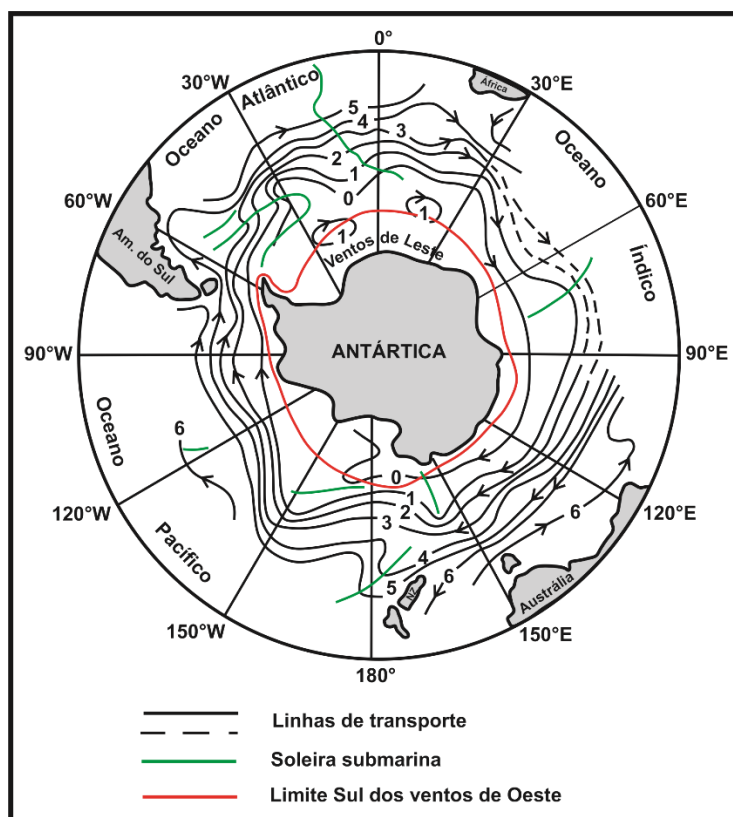 0°
30°W
30°E
Atlântico
África
Oceano
Oceano
5
4
3
2
1
0
60°W
60°E
1
1
Ventos de Leste
Am. do Sul
Índico
ANTÁRTICA
90°W
90°E
Oceano
6
0
1
2
3
4
5
6
6
120°W
120°E
Pacífico
NZ
Austrália
150°W
150°E
180°
Linhas de transporte
Soleira submarina
Limite Sul dos ventos de Oeste